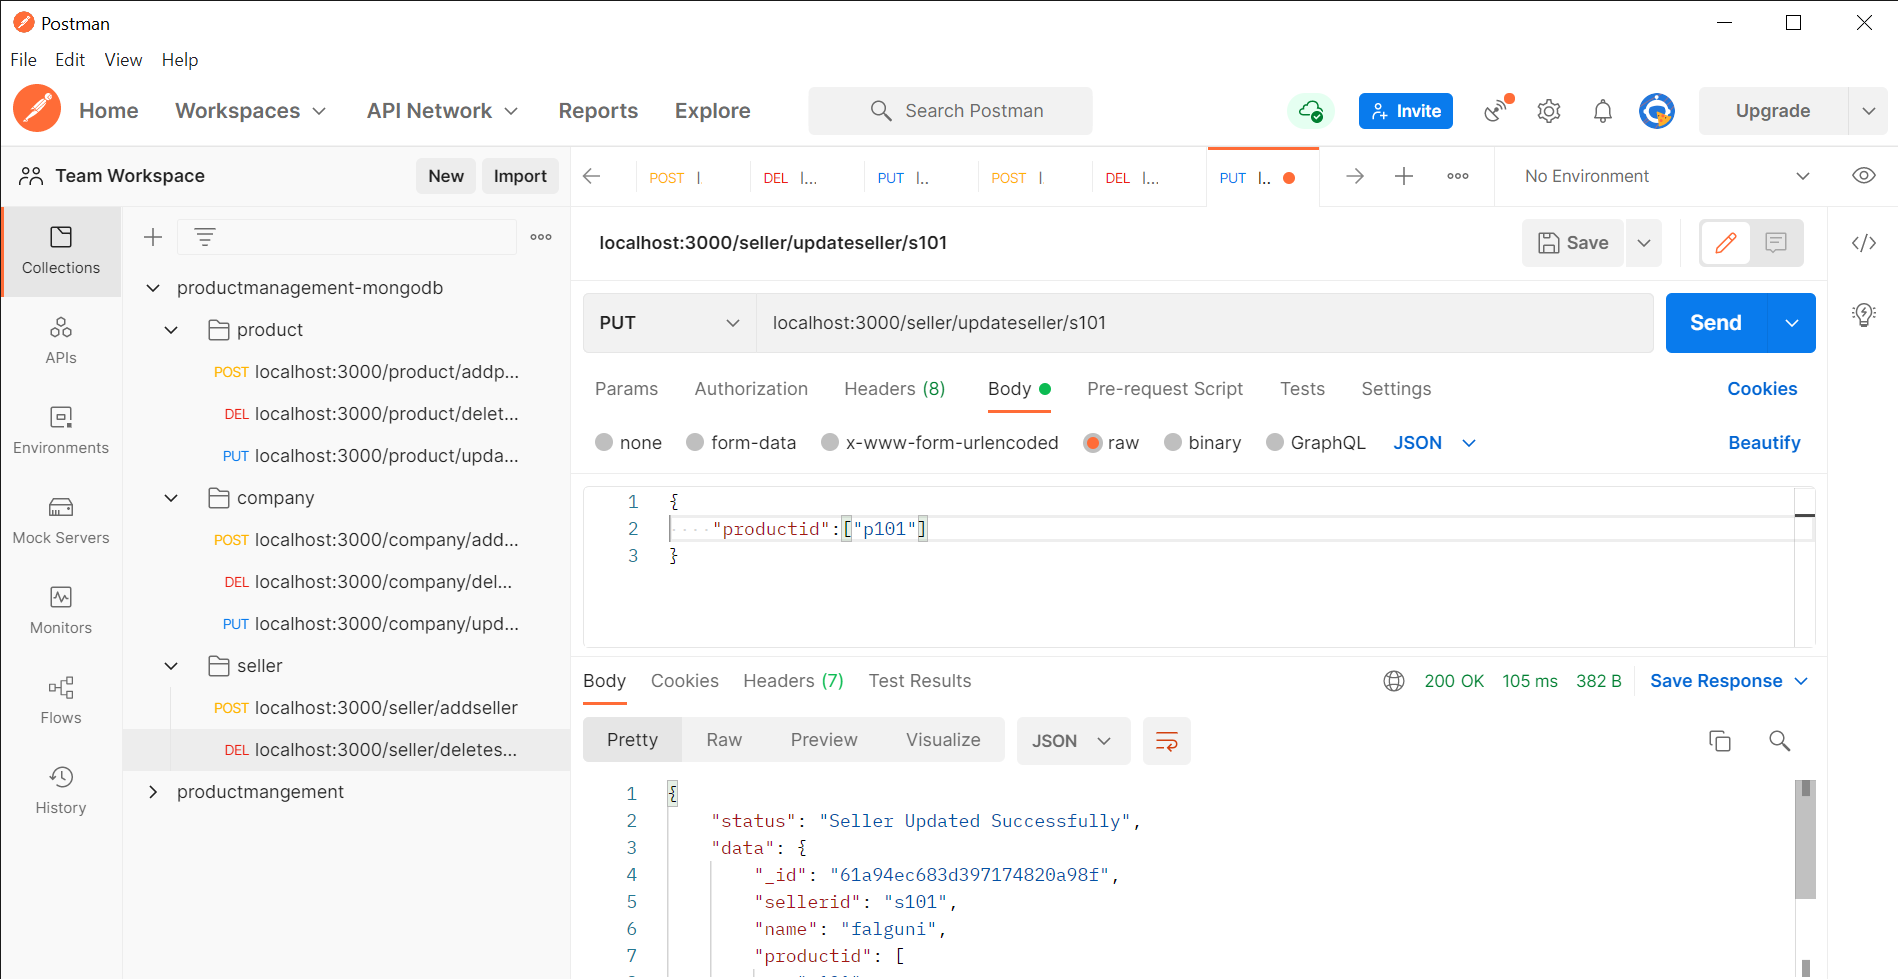 Postman
File Edit View Help
Home Workspaces API Network Reports Explore Search Postman Invite Upgrade
Team Workspace New Import
POST DEL l... PUT l.. POST DEL l... PUT l.. No Environment
Collections
APIs
Environments
Mock Servers
Monitors
Flows
History
productmanagement-mongodb
product
POST localhost:3000/product/addp...
DEL localhost:3000/product/delet...
PUT localhost:3000/product/upda...
company
POST localhost:3000/company/add...
DEL localhost:3000/company/del...
PUT localhost:3000/company/upd...
seller
POST localhost:3000/seller/addseller
DEL localhost:3000/seller/deletes...
productmangement
localhost:3000/seller/updateseller/s101 Save
PUT localhost:3000/seller/updateseller/s101 Send
Params Authorization Headers (8) Body Pre-request Script Tests Settings Cookies
none form-data x-www-form-urlencoded raw binary GraphQL JSON Beautify
1 {
2 "productid":["p101"]
3 }
Body Cookies Headers (7) Test Results 200 OK 105 ms 382 B Save Response
Pretty Raw Preview Visualize JSON
1 {
2 "status": "Seller Updated Successfully",
3 "data": {
4 "_id": "61a94ec683d397174820a98f",
5 "sellerid": "s101",
6 "name": "falguni",
7 "productid": [